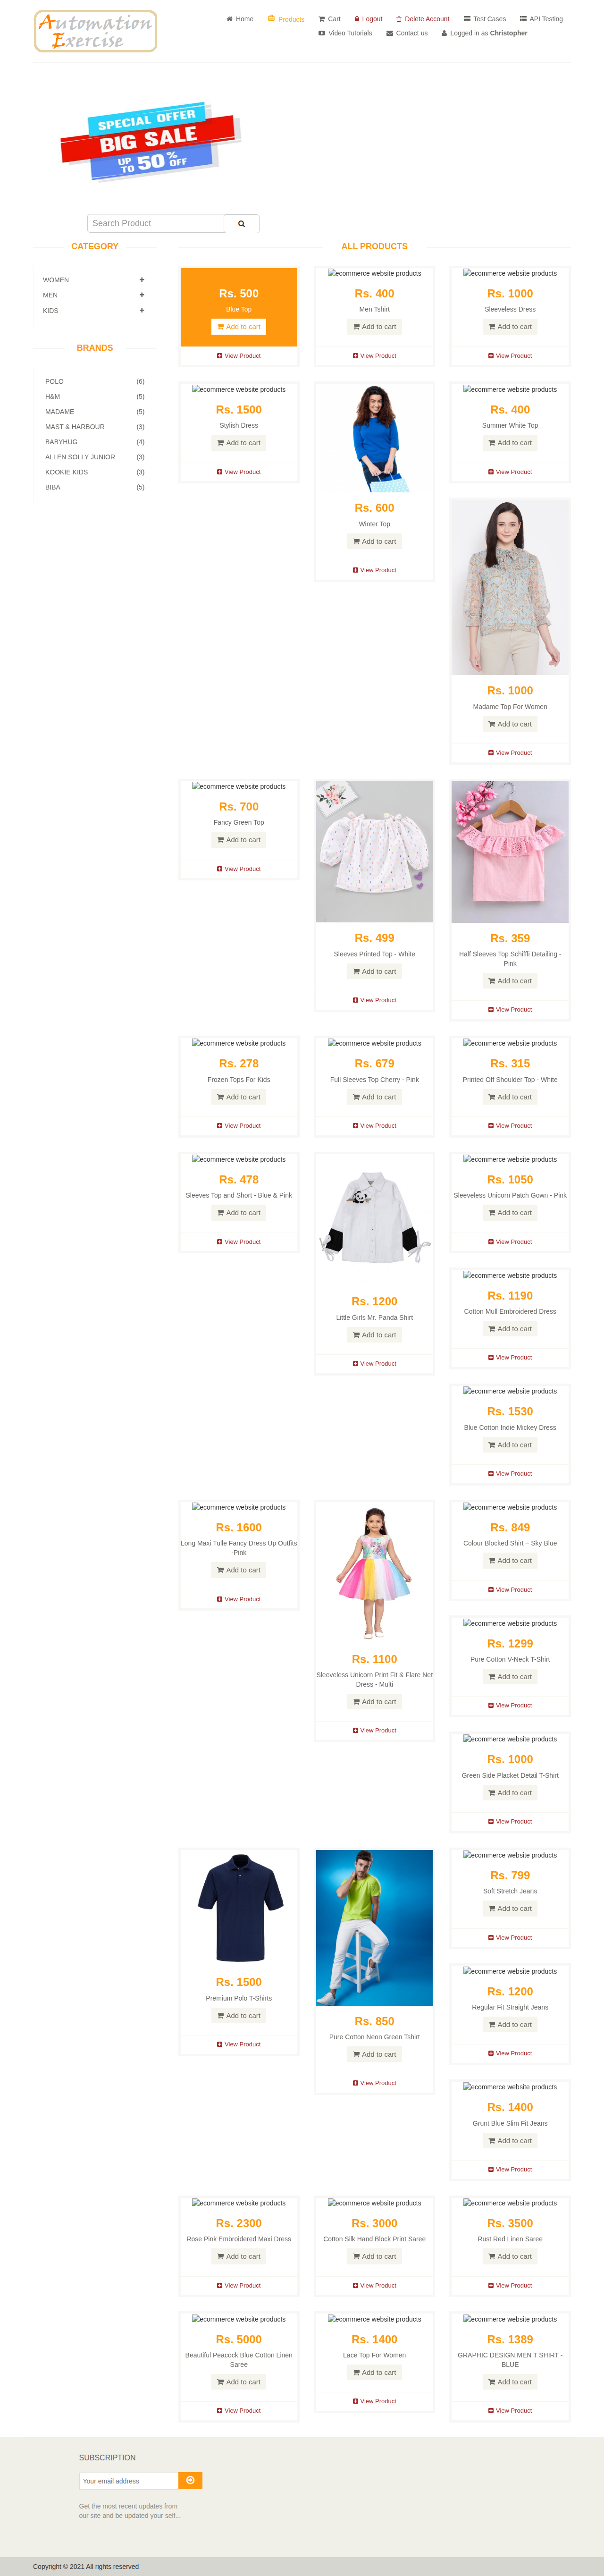 Automation
Exercise
Home
Products
Cart
Logout
Delete Account
Test Cases
API Testing
Video Tutorials
Contact us
Logged in as Christopher
SPECIAL OFFER
BIG SALE
UP TO 50% OFF
Search Product
CATEGORY
WOMEN
MEN
KIDS
BRANDS
POLO (6)
H&M (5)
MADAME (5)
MAST & HARBOUR (3)
BABYHUG (4)
ALLEN SOLLY JUNIOR (3)
KOOKIE KIDS (3)
BIBA (5)
ALL PRODUCTS
Rs. 500
Blue Top
Add to cart
View Product
ecommerce website products
Rs. 400
Men Tshirt
Add to cart
View Product
ecommerce website products
Rs. 1000
Sleeveless Dress
Add to cart
View Product
ecommerce website products
Rs. 1500
Stylish Dress
Add to cart
View Product
Rs. 600
Winter Top
Add to cart
View Product
ecommerce website products
Rs. 400
Summer White Top
Add to cart
View Product
Rs. 1000
Madame Top For Women
Add to cart
View Product
ecommerce website products
Rs. 700
Fancy Green Top
Add to cart
View Product
Rs. 499
Sleeves Printed Top - White
Add to cart
View Product
Rs. 359
Half Sleeves Top Schiffli Detailing -
Pink
Add to cart
View Product
ecommerce website products
Rs. 278
Frozen Tops For Kids
Add to cart
View Product
ecommerce website products
Rs. 679
Full Sleeves Top Cherry - Pink
Add to cart
View Product
ecommerce website products
Rs. 315
Printed Off Shoulder Top - White
Add to cart
View Product
ecommerce website products
Rs. 478
Sleeves Top and Short - Blue & Pink
Add to cart
View Product
Rs. 1200
Little Girls Mr. Panda Shirt
Add to cart
View Product
ecommerce website products
Rs. 1050
Sleeveless Unicorn Patch Gown - Pink
Add to cart
View Product
ecommerce website products
Rs. 1190
Cotton Mull Embroidered Dress
Add to cart
View Product
ecommerce website products
Rs. 1530
Blue Cotton Indie Mickey Dress
Add to cart
View Product
ecommerce website products
Rs. 1600
Long Maxi Tulle Fancy Dress Up Outfits
-Pink
Add to cart
View Product
Rs. 1100
Sleeveless Unicorn Print Fit & Flare Net
Dress - Multi
Add to cart
View Product
ecommerce website products
Rs. 849
Colour Blocked Shirt – Sky Blue
Add to cart
View Product
ecommerce website products
Rs. 1299
Pure Cotton V-Neck T-Shirt
Add to cart
View Product
ecommerce website products
Rs. 1000
Green Side Placket Detail T-Shirt
Add to cart
View Product
Rs. 1500
Premium Polo T-Shirts
Add to cart
View Product
Rs. 850
Pure Cotton Neon Green Tshirt
Add to cart
View Product
ecommerce website products
Rs. 799
Soft Stretch Jeans
Add to cart
View Product
ecommerce website products
Rs. 1200
Regular Fit Straight Jeans
Add to cart
View Product
ecommerce website products
Rs. 1400
Grunt Blue Slim Fit Jeans
Add to cart
View Product
ecommerce website products
Rs. 2300
Rose Pink Embroidered Maxi Dress
Add to cart
View Product
ecommerce website products
Rs. 3000
Cotton Silk Hand Block Print Saree
Add to cart
View Product
ecommerce website products
Rs. 3500
Rust Red Linen Saree
Add to cart
View Product
ecommerce website products
Rs. 5000
Beautiful Peacock Blue Cotton Linen
Saree
Add to cart
View Product
ecommerce website products
Rs. 1400
Lace Top For Women
Add to cart
View Product
ecommerce website products
Rs. 1389
GRAPHIC DESIGN MEN T SHIRT -
BLUE
Add to cart
View Product
SUBSCRIPTION
Your email address
Get the most recent updates from
our site and be updated your self...
Copyright © 2021 All rights reserved